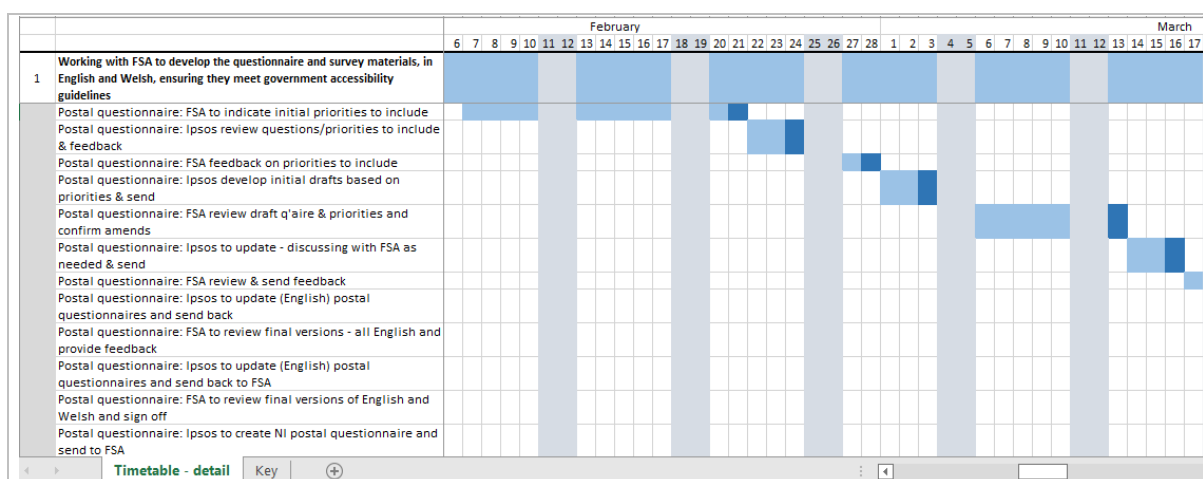 February March
6 7 8 9 10 11 12 13 14 15 16 17 18 19 20 21 22 23 24 25 26 27 28 1 2 3 4 5 6 7 8 9 10 11 12 13 14 15 16 17
Working with FSA to develop the questionnaire and survey materials, in
1 English and Welsh, ensuring they meet government accessibility
guidelines
Postal questionnaire: FSA to indicate initial priorities to include
Postal questionnaire: Ipsos review questions/priorities to include
& feedback
Postal questionnaire: FSA feedback on priorities to include
Postal questionnaire: Ipsos develop initial drafts based on
priorities & send
Postal questionnaire: FSA review draft q'aire & priorities and
confirm amends
Postal questionnaire: Ipsos to update - discussing with FSA as
needed & send
Postal questionnaire: FSA review & send feedback
Postal questionnaire: Ipsos to update (English) postal
questionnaires and send back
Postal questionnaire: FSA to review final versions - all English and
provide feedback
Postal questionnaire: Ipsos to update (English) postal
questionnaires and send back to FSA
Postal questionnaire: FSA to review final versions of English and
Welsh and sign off
Postal questionnaire: Ipsos to create NI postal questionnaire and
send to FSA
Timetable - detail Key